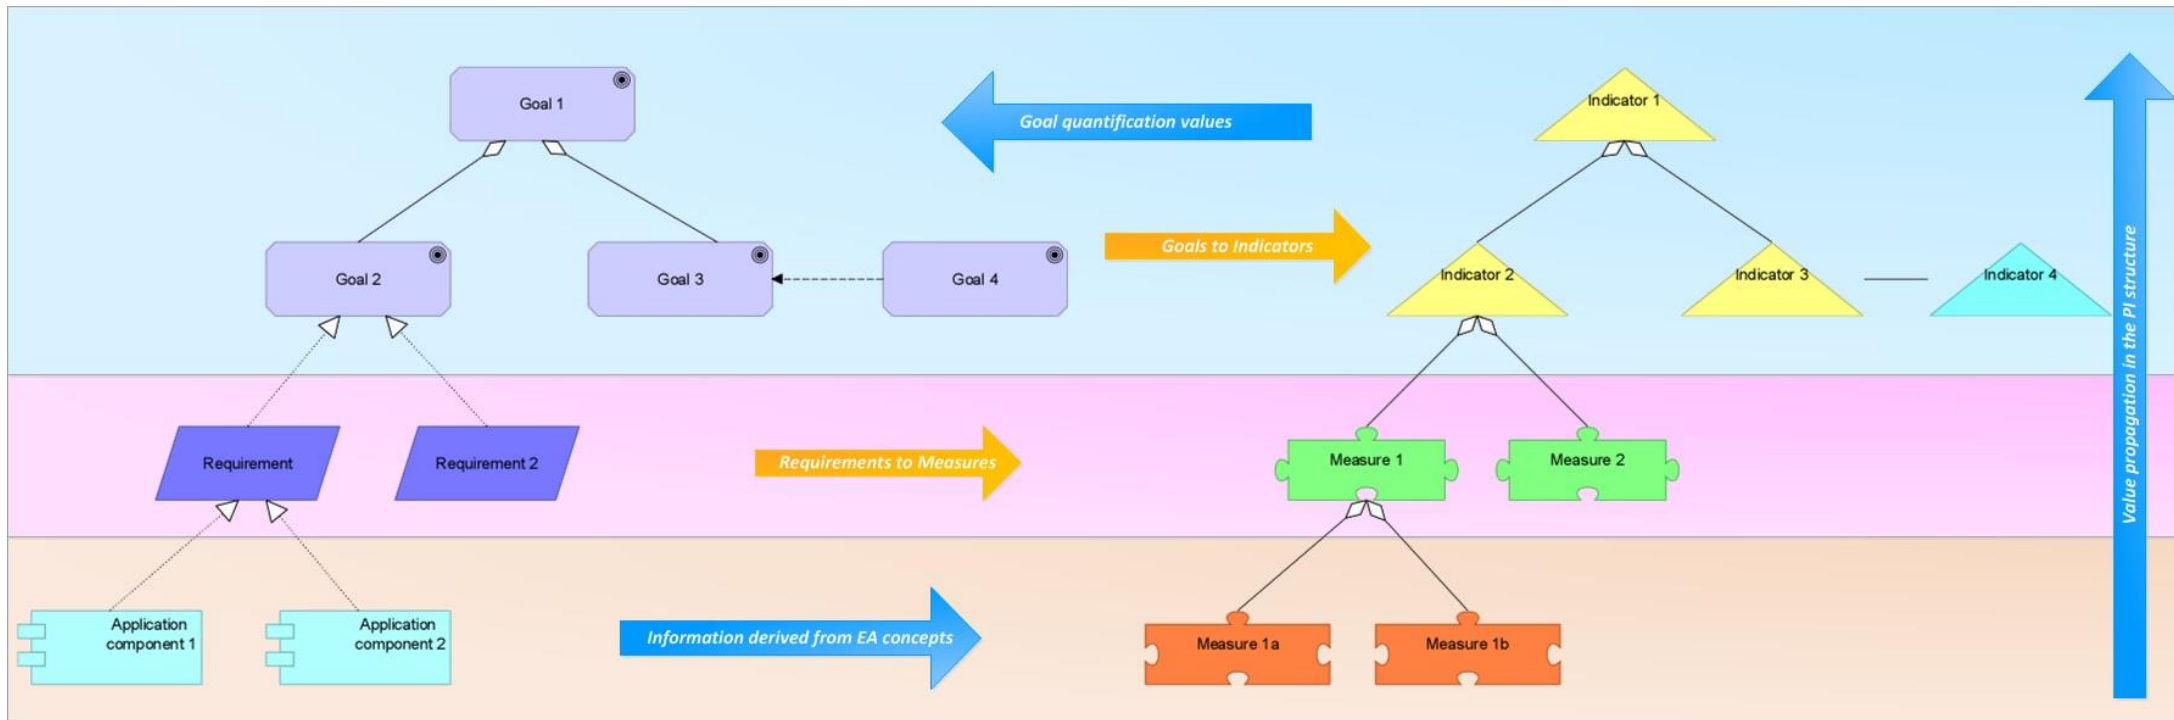 Goal 1
Goal quantification values
Indicator 1
Goals to Indicators
Goal 2
Goal 3
Goal 4
Indicator 2
Indicator 3
Indicator 4
Value propagation in the PI structure
Requirement
Requirement 2
Requirements to Measures
Measure 1
Measure 2
Application
component 1
Application
component 2
Information derived from EA concepts
Measure 1a
Measure 1b